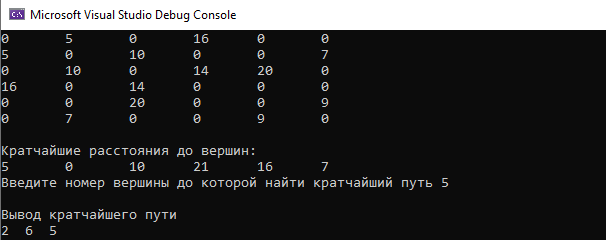 Microsoft Visual Studio Debug Console
0 5 0 16 0 0
5 0 10 0 0 7
0 10 0 14 20 0
16 0 14 0 0 0
0 0 20 0 0 9
0 7 0 0 9 0
Кратчайшие расстояния до вершин:
5 0 10 21 16 7
Введите номер вершины до которой найти кратчайший путь 5
Вывод кратчайшего пути
2 6 5